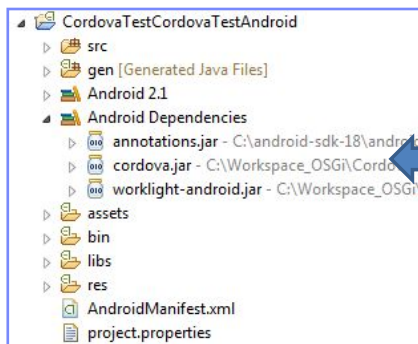 CordovaTestCordovaTestAndroid
src
gen [Generated Java Files]
Android 2.1
Android Dependencies
annotations.jar - C:\android-sdk-18\andro
cordova.jar - C:\Workspace_OSGi\Cordo
worklight-android.jar - C:\Workspace_OSGi\
assets
bin
libs
res
AndroidManifest.xml
project.properties